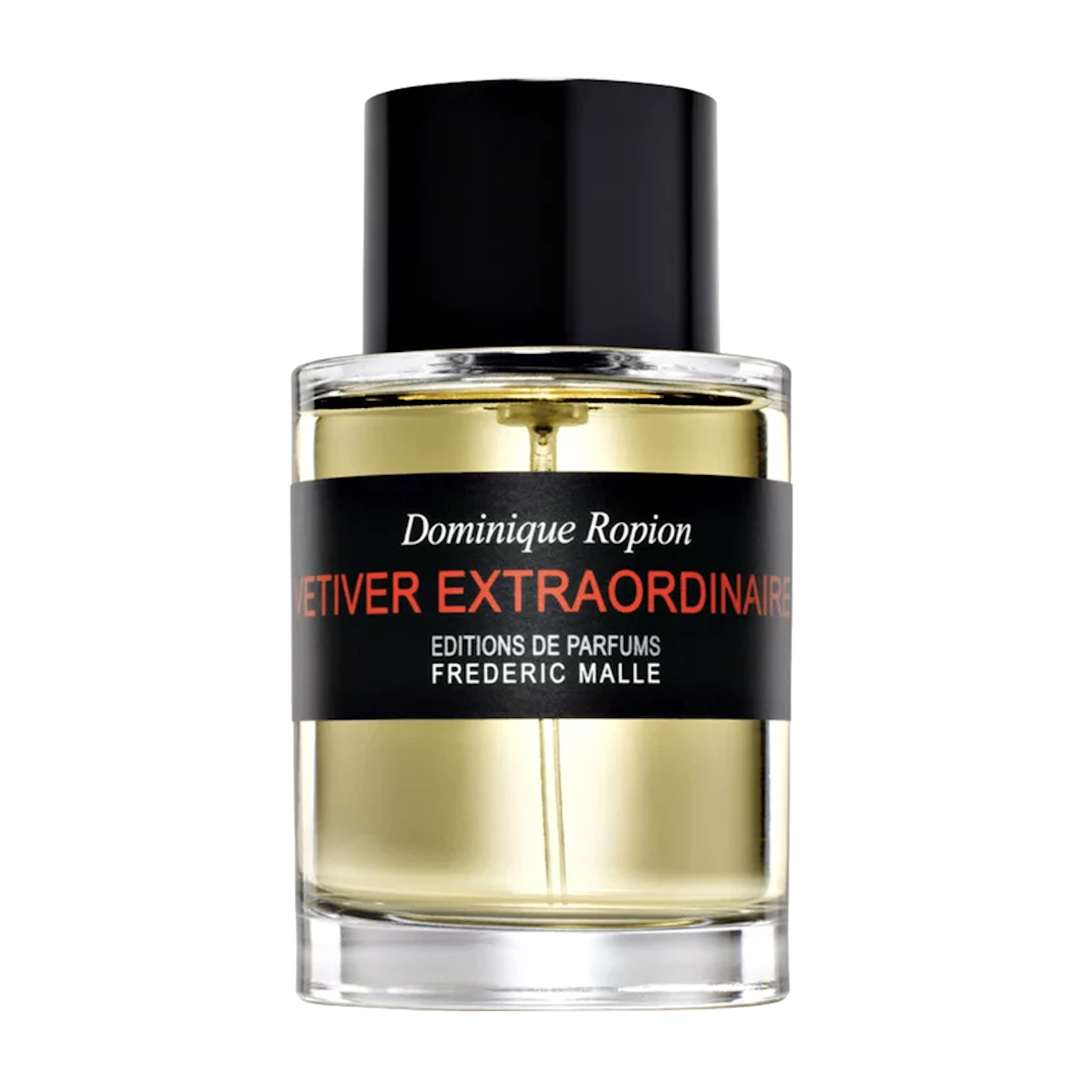 Dominique Ropion
VETIVER EXTRAORDINAIRE
EDITIONS DE PARFUMS
FREDERIC MALLE